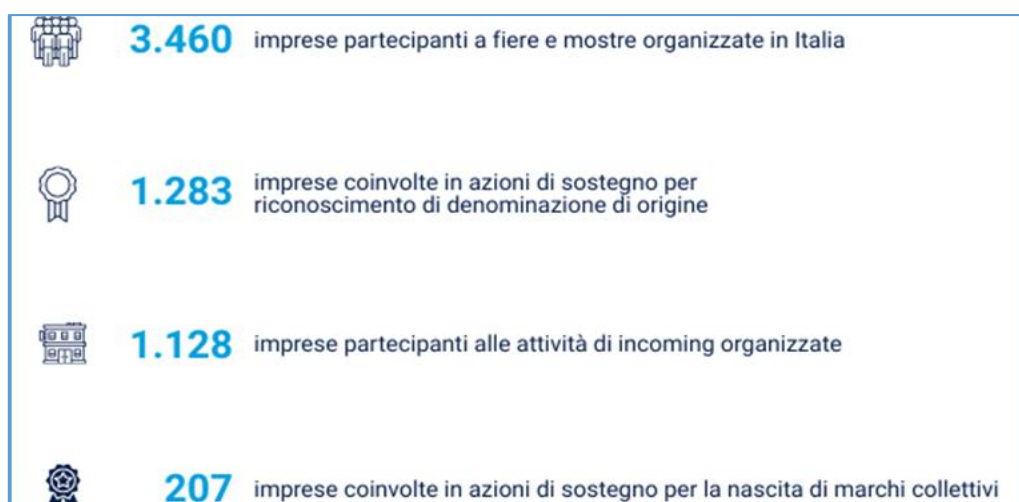 3.460 imprese partecipanti a fiere e mostre organizzate in Italia
1.283 imprese coinvolte in azioni di sostegno per
riconoscimento di denominazione di origine
1.128 imprese partecipanti alle attività di incoming organizzate
207 imprese coinvolte in azioni di sostegno per la nascita di marchi collettivi